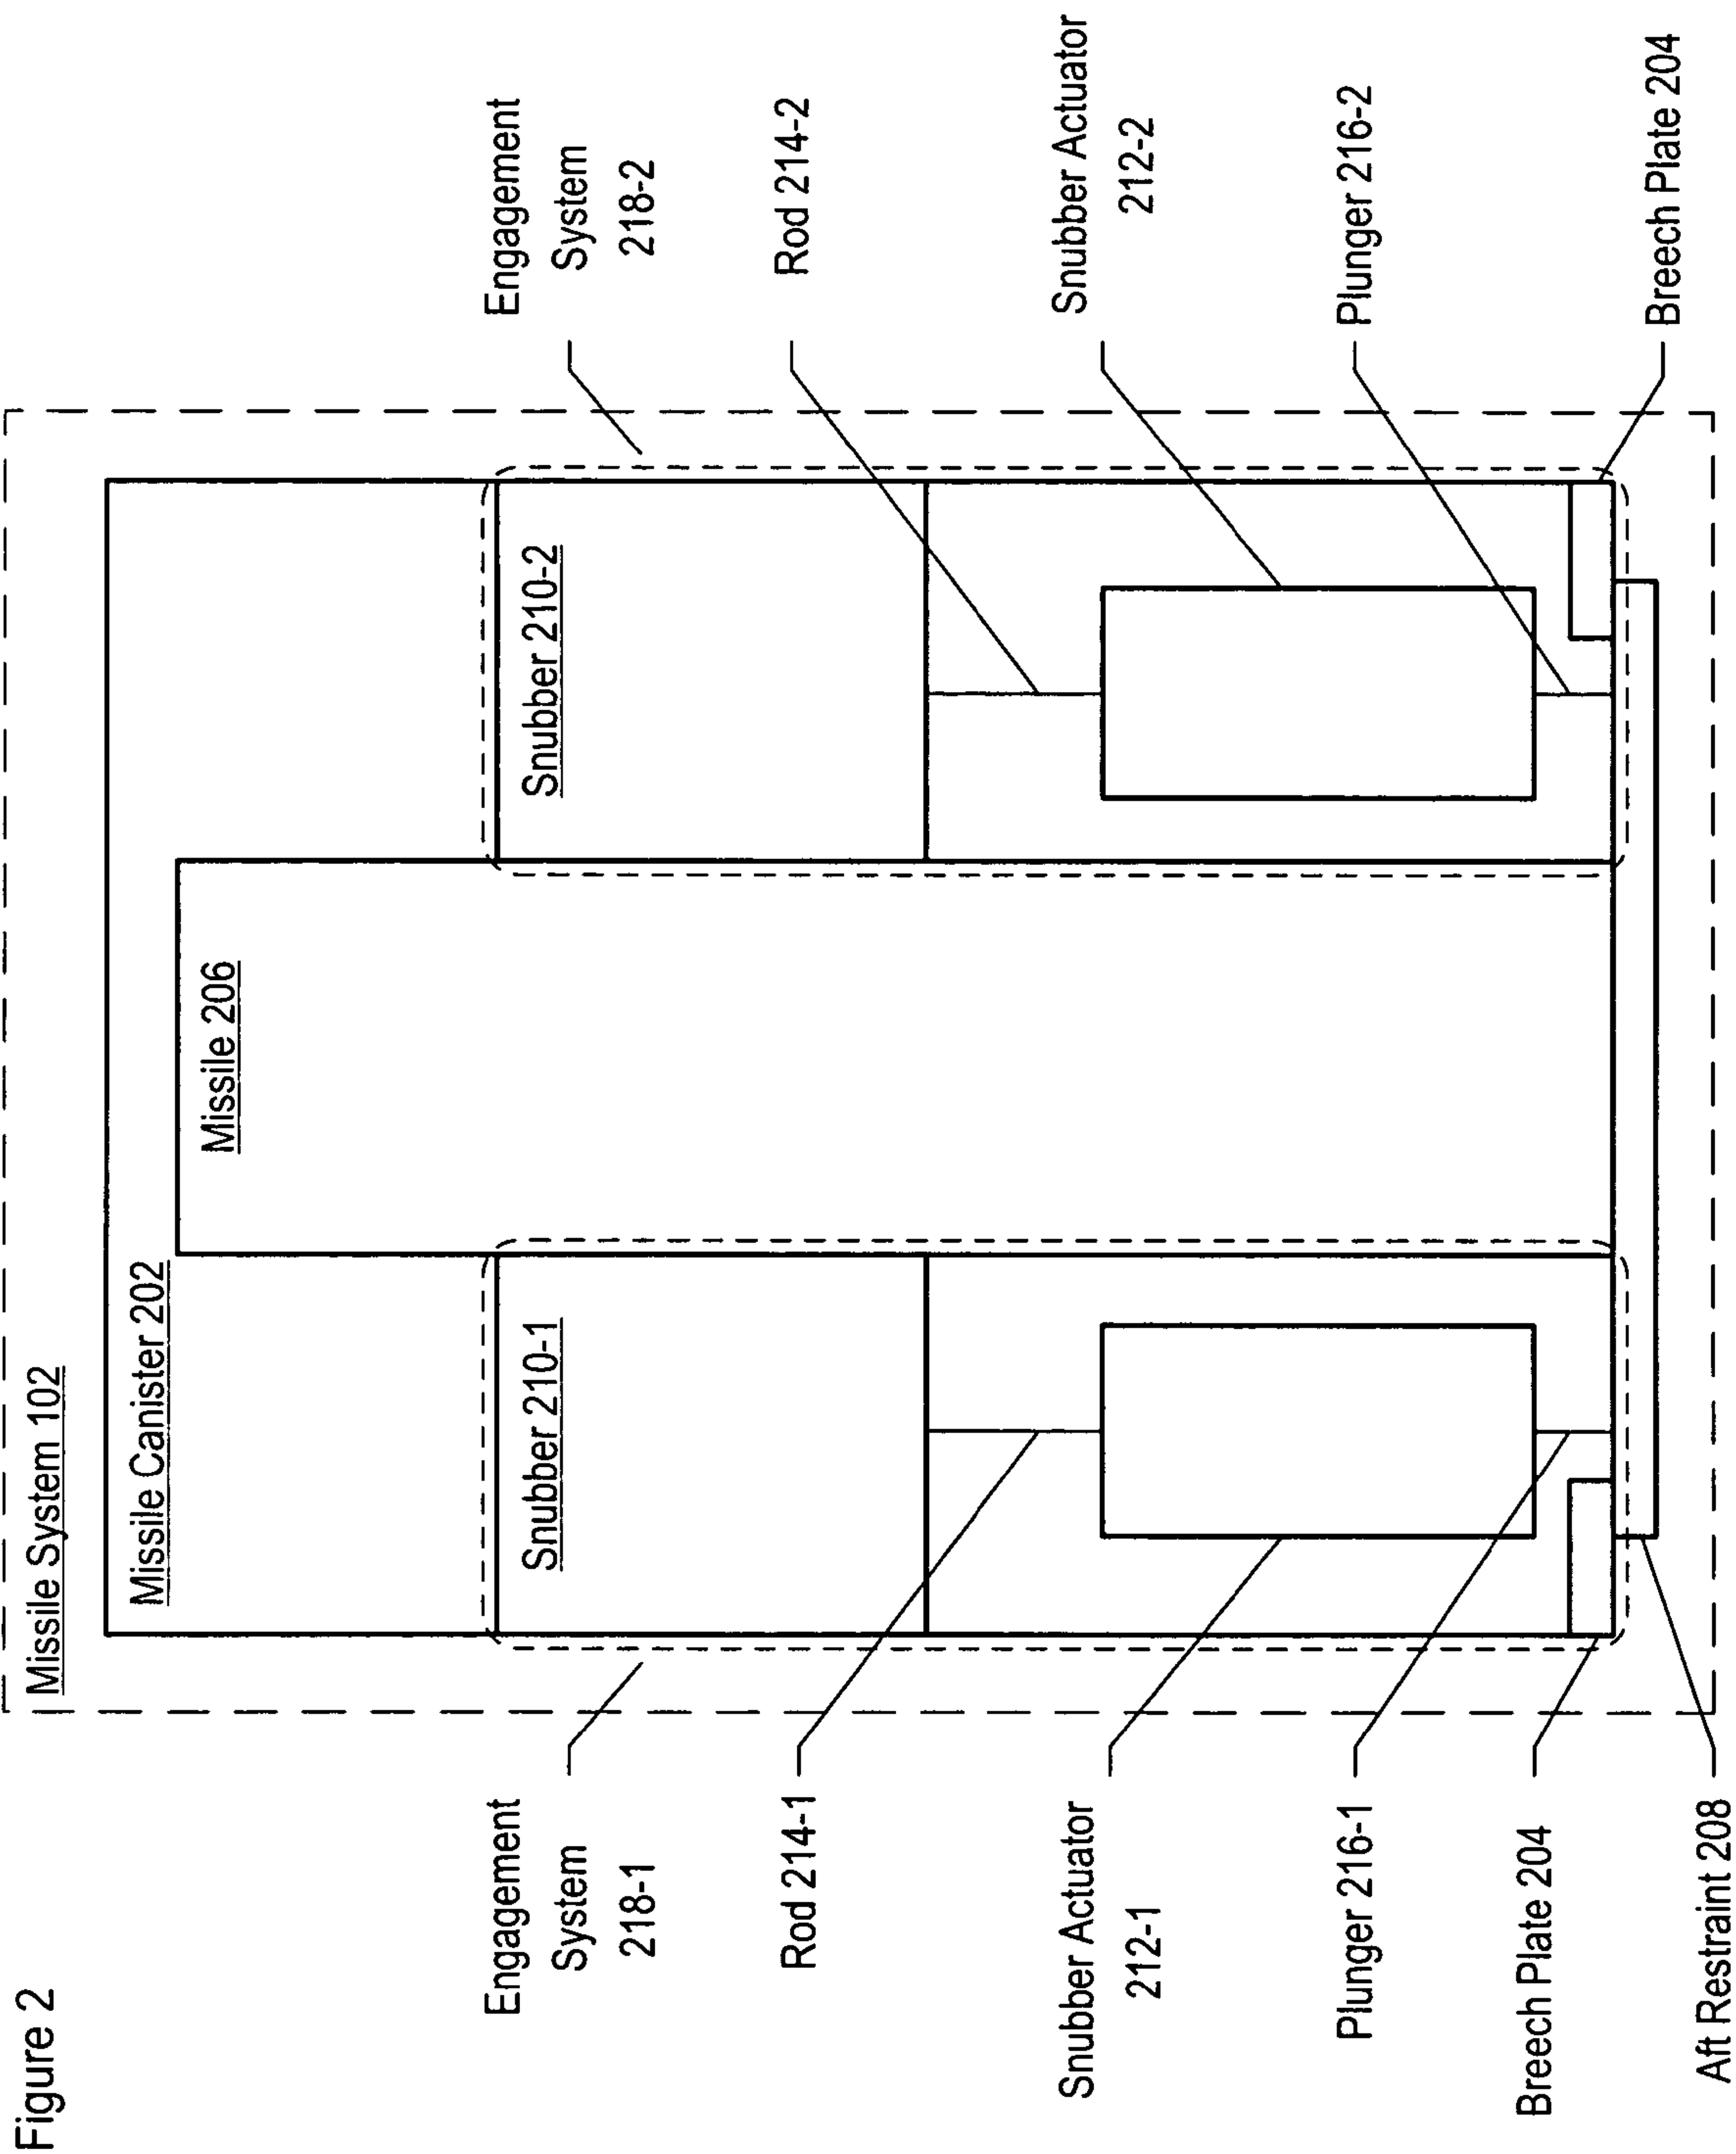 Figure 2
Missile System 102
Missile Canister 202
Missile 206
Snubber 210-1
Snubber 210-2
Engagement
System
218-1
Rod 214-1
Snubber Actuator
212-1
Plunger 216-1
Breech Plate 204
Aft Restraint 208
Engagement
System
218-2
Rod 214-2
Snubber Actuator
212-2
Plunger 216-2
Breech Plate 204